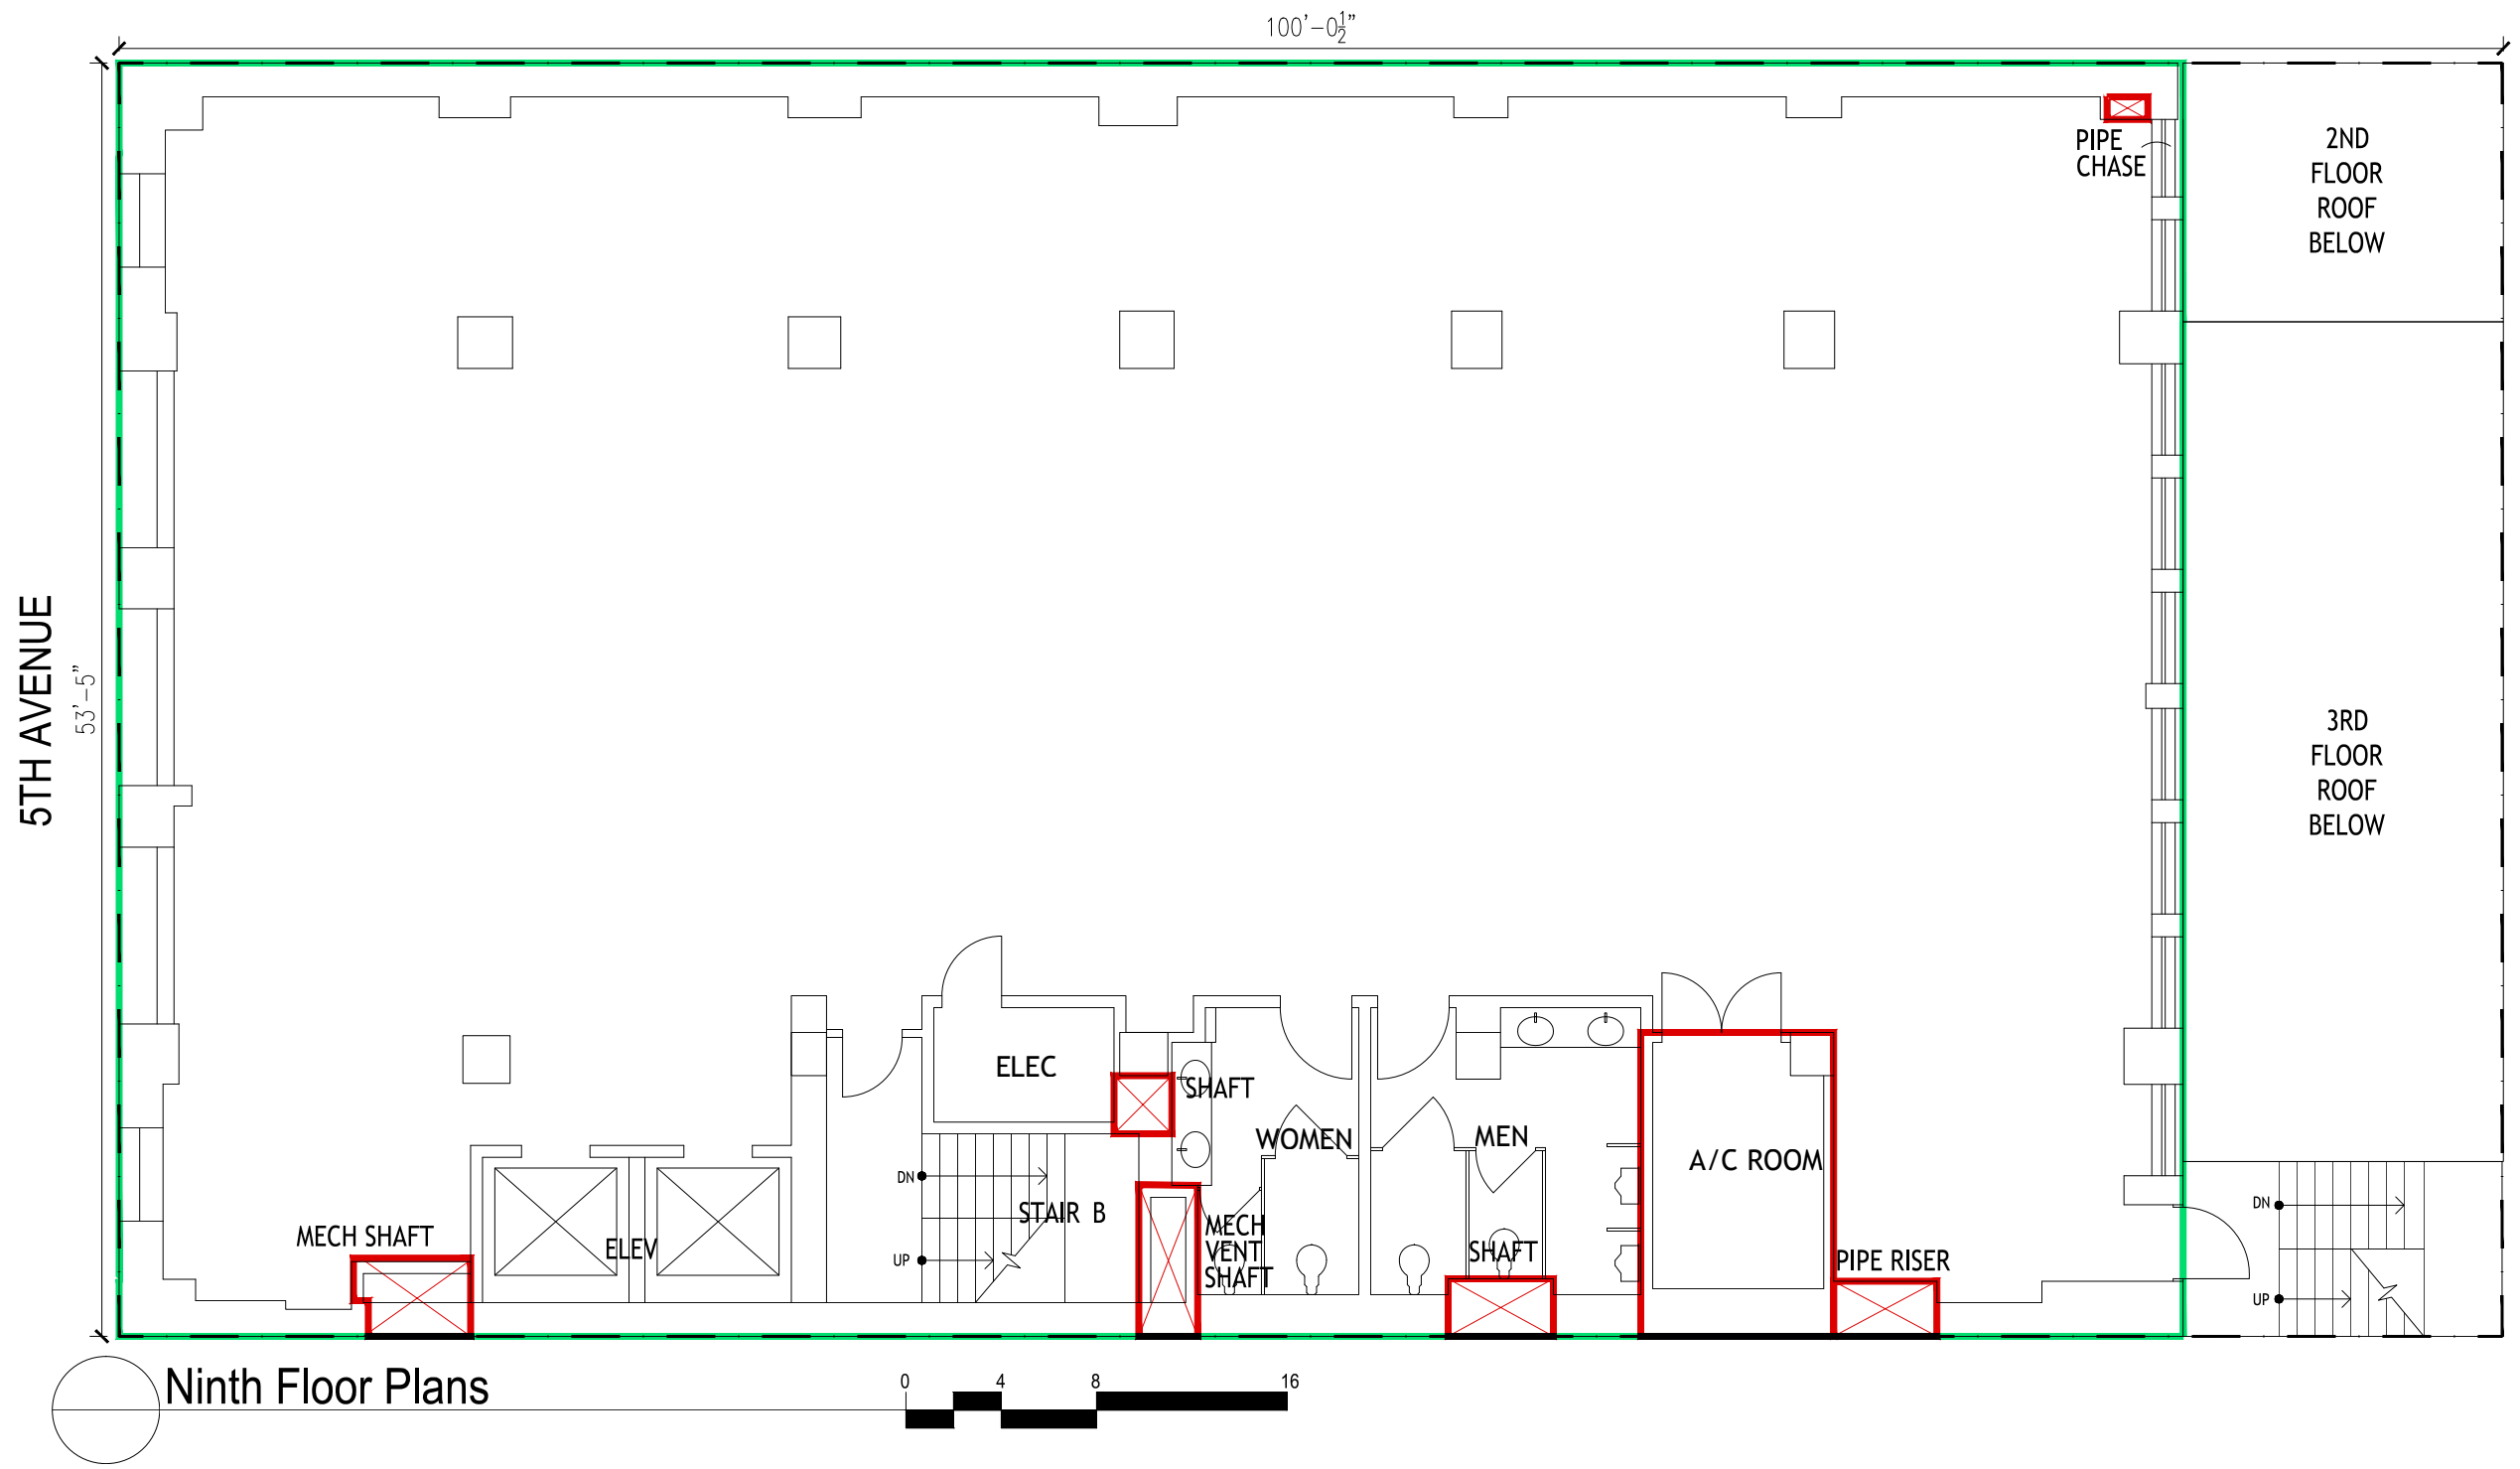 100'-0½"
PIPE
CHASE
2ND
FLOOR
ROOF
BELOW
5TH AVENUE
53'-5"
3RD
FLOOR
ROOF
BELOW
ELEC
SHAFT
WOMEN
MEN
A/C ROOM
DN
STAIR B
MECH SHAFT
ELEV
UP
MECH
VENT
SHAFT
SHAFT
PIPE RISER
DN
UP
Ninth Floor Plans
0 4 8 16